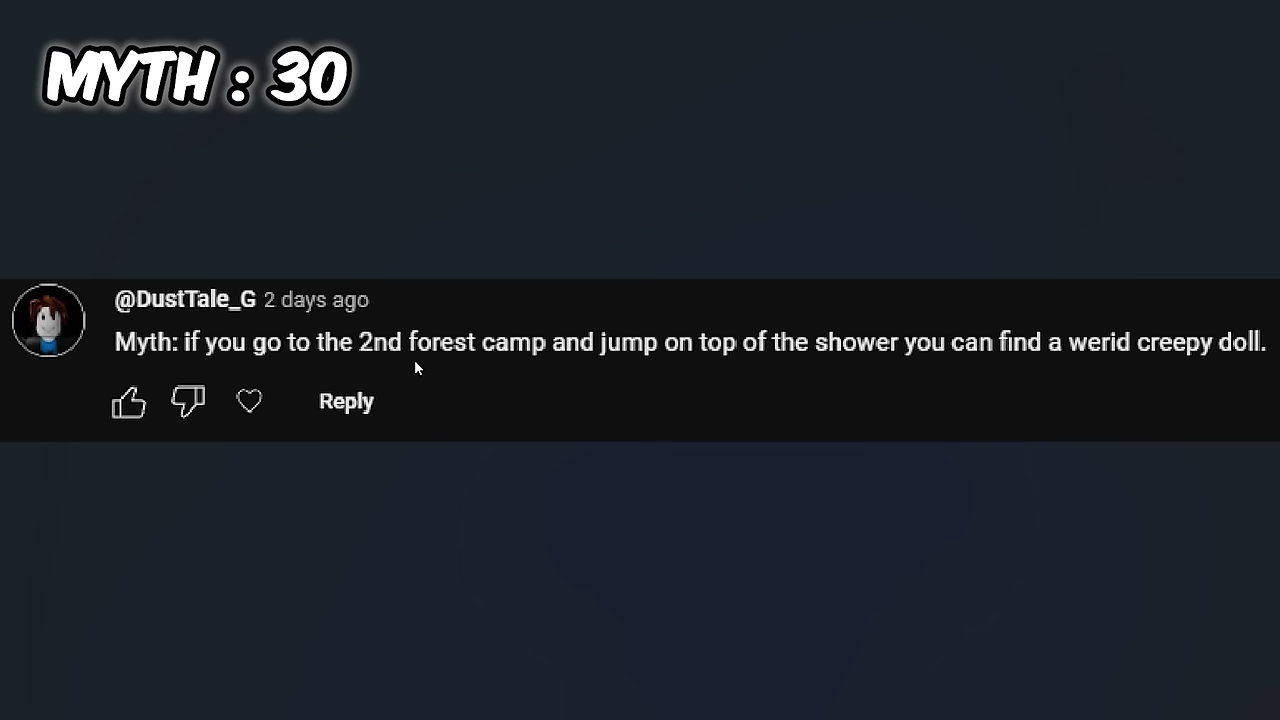 MYTH : 30
@DustTale_G 2 days ago
Myth: if you go to the 2nd forest camp and jump on top of the shower you can find a werid creepy doll.
Reply